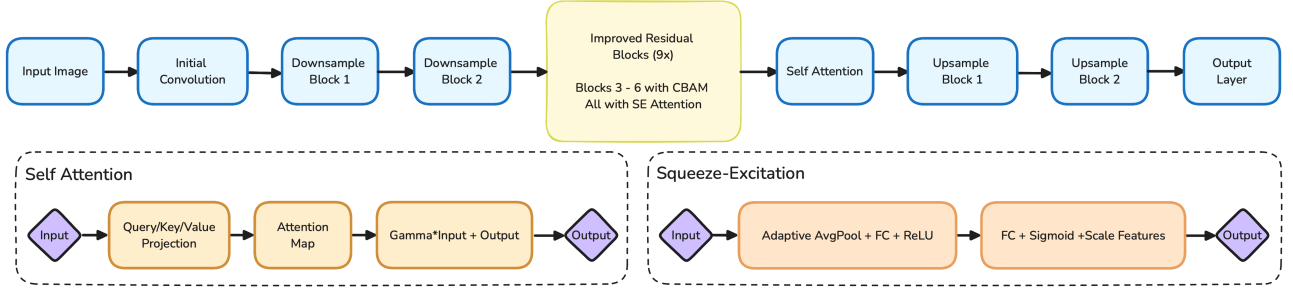 Input Image
Initial
Convolution
Downsample
Block 1
Downsample
Block 2
Improved Residual
Blocks (9x)
Blocks 3 - 6 with CBAM
All with SE Attention
Self Attention
Upsample
Block 1
Upsample
Block 2
Output
Layer
Self Attention
Input
Query/Key/Value
Projection
Attention
Map
Gamma*Input + Output
Output
Squeeze-Excitation
Input
Adaptive AvgPool + FC + ReLU
FC + Sigmoid +Scale Features
Output